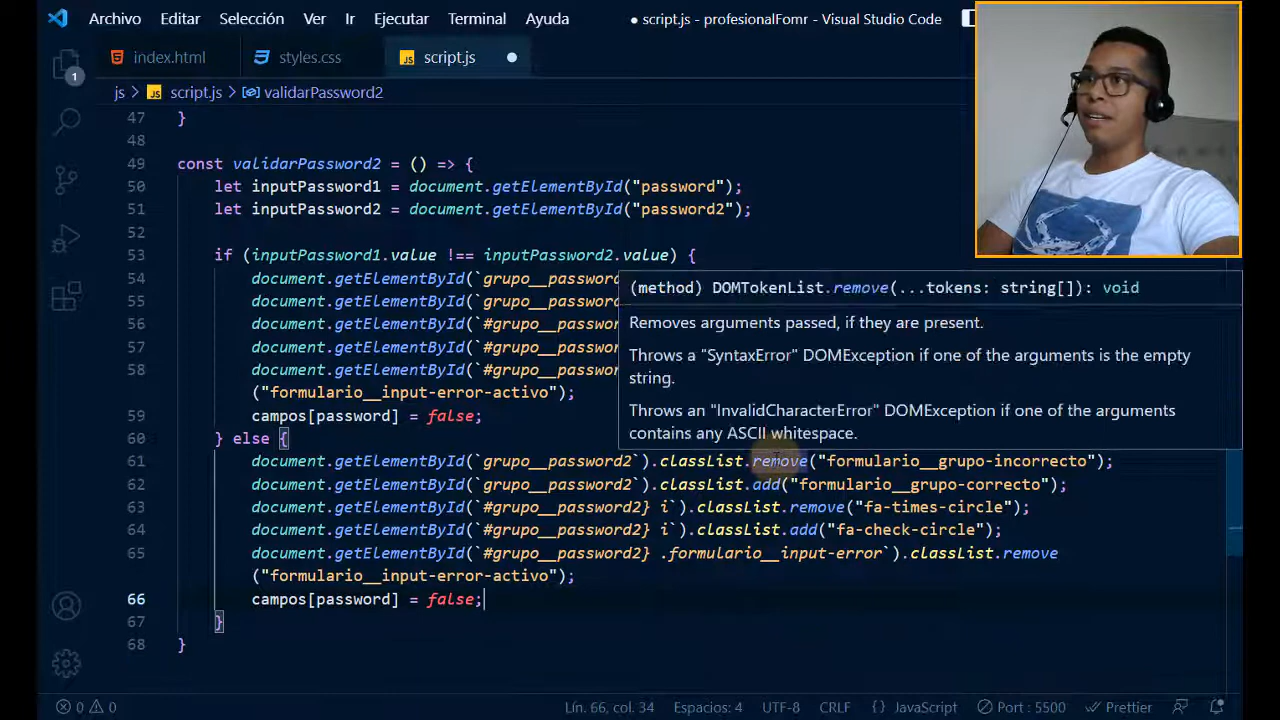 Archivo Editar Selección Ver Ir Ejecutar Terminal Ayuda ● script.js - profesionalFomr - Visual Studio Code
index.html styles.css JS script.js
js > JS script.js > validarPassword2
1
47 }
48
49 const validarPassword2 = () => {
50 let inputPassword1 = document.getElementById("password");
51 let inputPassword2 = document.getElementById("password2");
52
53 if (inputPassword1.value !== inputPassword2.value) {
54 document.getElementById(`grupo__password
55 document.getElementById(`grupo__password
56 document.getElementById(`#grupo__passwor
57 document.getElementById(`#grupo__passwor
58 document.getElementById(`#grupo__passwor
("formulario__input-error-activo");
59 campos[password] = false;
60 } else {
(method) DOMTokenList.remove(...tokens: string[]): void
Removes arguments passed, if they are present.
Throws a "SyntaxError" DOMException if one of the arguments is the empty
string.
Throws an "InvalidCharacterError" DOMException if one of the arguments
contains any ASCII whitespace.
61 document.getElementById(`grupo__password2`).classList.remove("formulario__grupo-incorrecto");
62 document.getElementById(`grupo__password2`).classList.add("formulario__grupo-correcto");
63 document.getElementById(`#grupo__password2} i`).classList.remove("fa-times-circle");
64 document.getElementById(`#grupo__password2} i`).classList.add("fa-check-circle");
65 document.getElementById(`#grupo__password2} .formulario__input-error`).classList.remove
("formulario__input-error-activo");
66 campos[password] = false;
67 }
68 }
0 0 Lín. 66, col. 34 Espacios: 4 UTF-8 CRLF {} JavaScript Port : 5500 Prettier